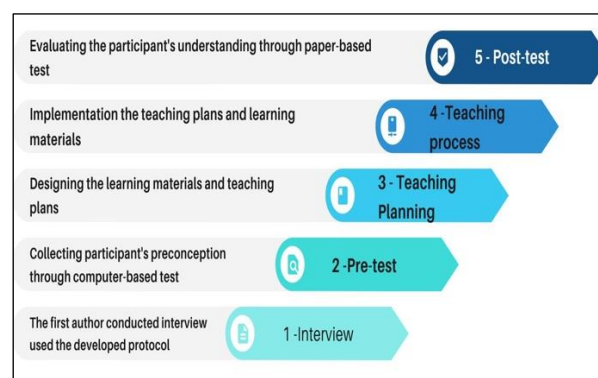 Evaluating the participant's understanding through paper-based
test
5 - Post-test
Implementation the teaching plans and learning
materials
4 -Teaching
process
Designing the learning materials and teaching
plans
3 - Teaching
Planning
Collecting participant's preconception
through computer-based test
2 -Pre-test
The first author conducted interview
used the developed protocol
1 -Interview